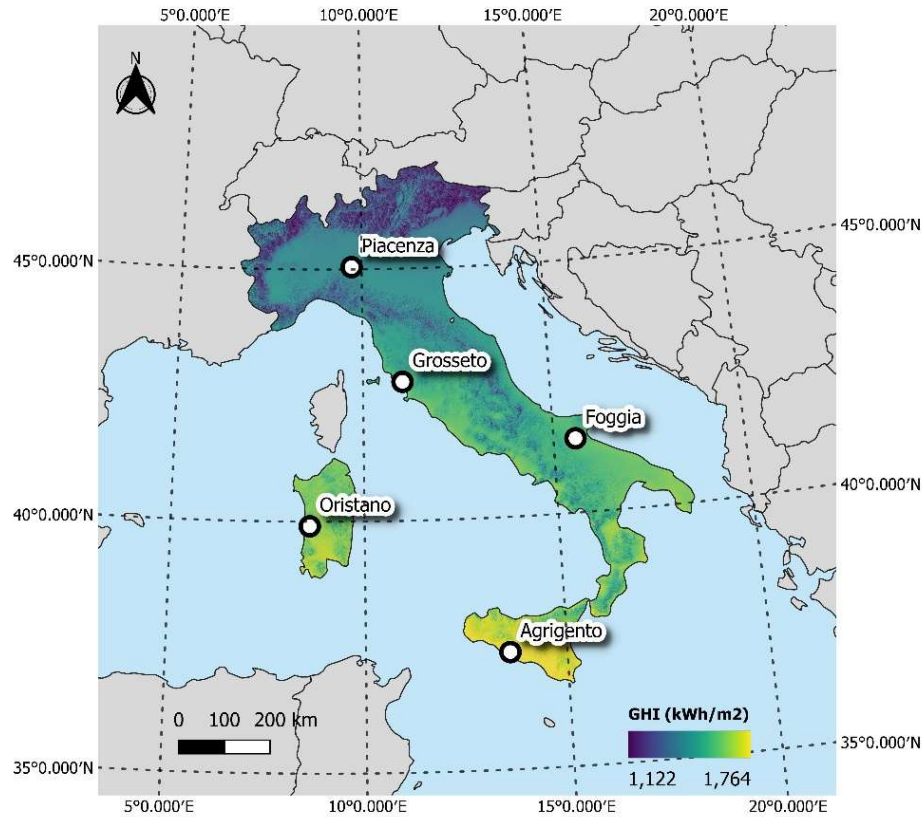 5°0.000′E 10°0.000′E 15°0.000′E 20°0.000′E
N
45°0.000′N
45°0.000′N
Piacenza
Grosseto
Foggia
40°0.000′N
40°0.000′N
Oristano
Agrigento
0 100 200 km
GHI (kWh/m2)
1,122 1,764
35°0.000′N
35°0.000′N
5°0.000′E 10°0.000′E 15°0.000′E 20°0.000′E